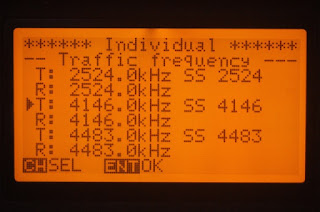 ****** Individual ******
-- Traffic frequency ---
T: 2524.0kHz SS 2524
R: 2524.0kHz
▶T: 4146.0kHz SS 4146
R: 4146.0kHz
T: 4483.0kHz SS 4483
R: 4483.0kHz
CHSEL ENTOK